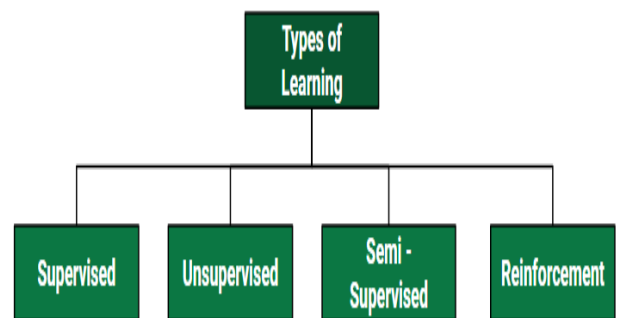 Types of
Learning
Supervised
Unsupervised
Semi -
Supervised
Reinforcement